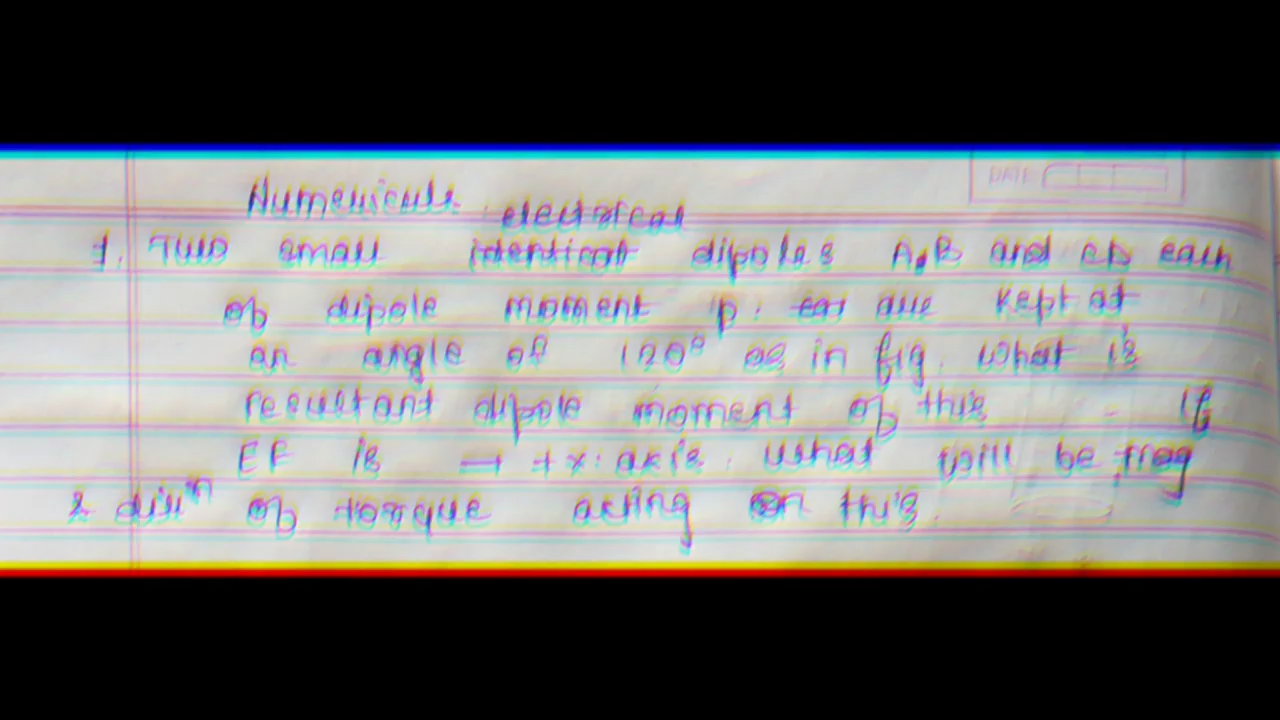 Numericals electrical
1. Two small identical dipoles A,B and CD each
of dipole moment 'p' are kept at
an angle of 120° as in fig. What is
resultant dipole moment of this - If
EF is → +x. axis. what will be mag
& dirⁿ of torque acting on this.
DATE